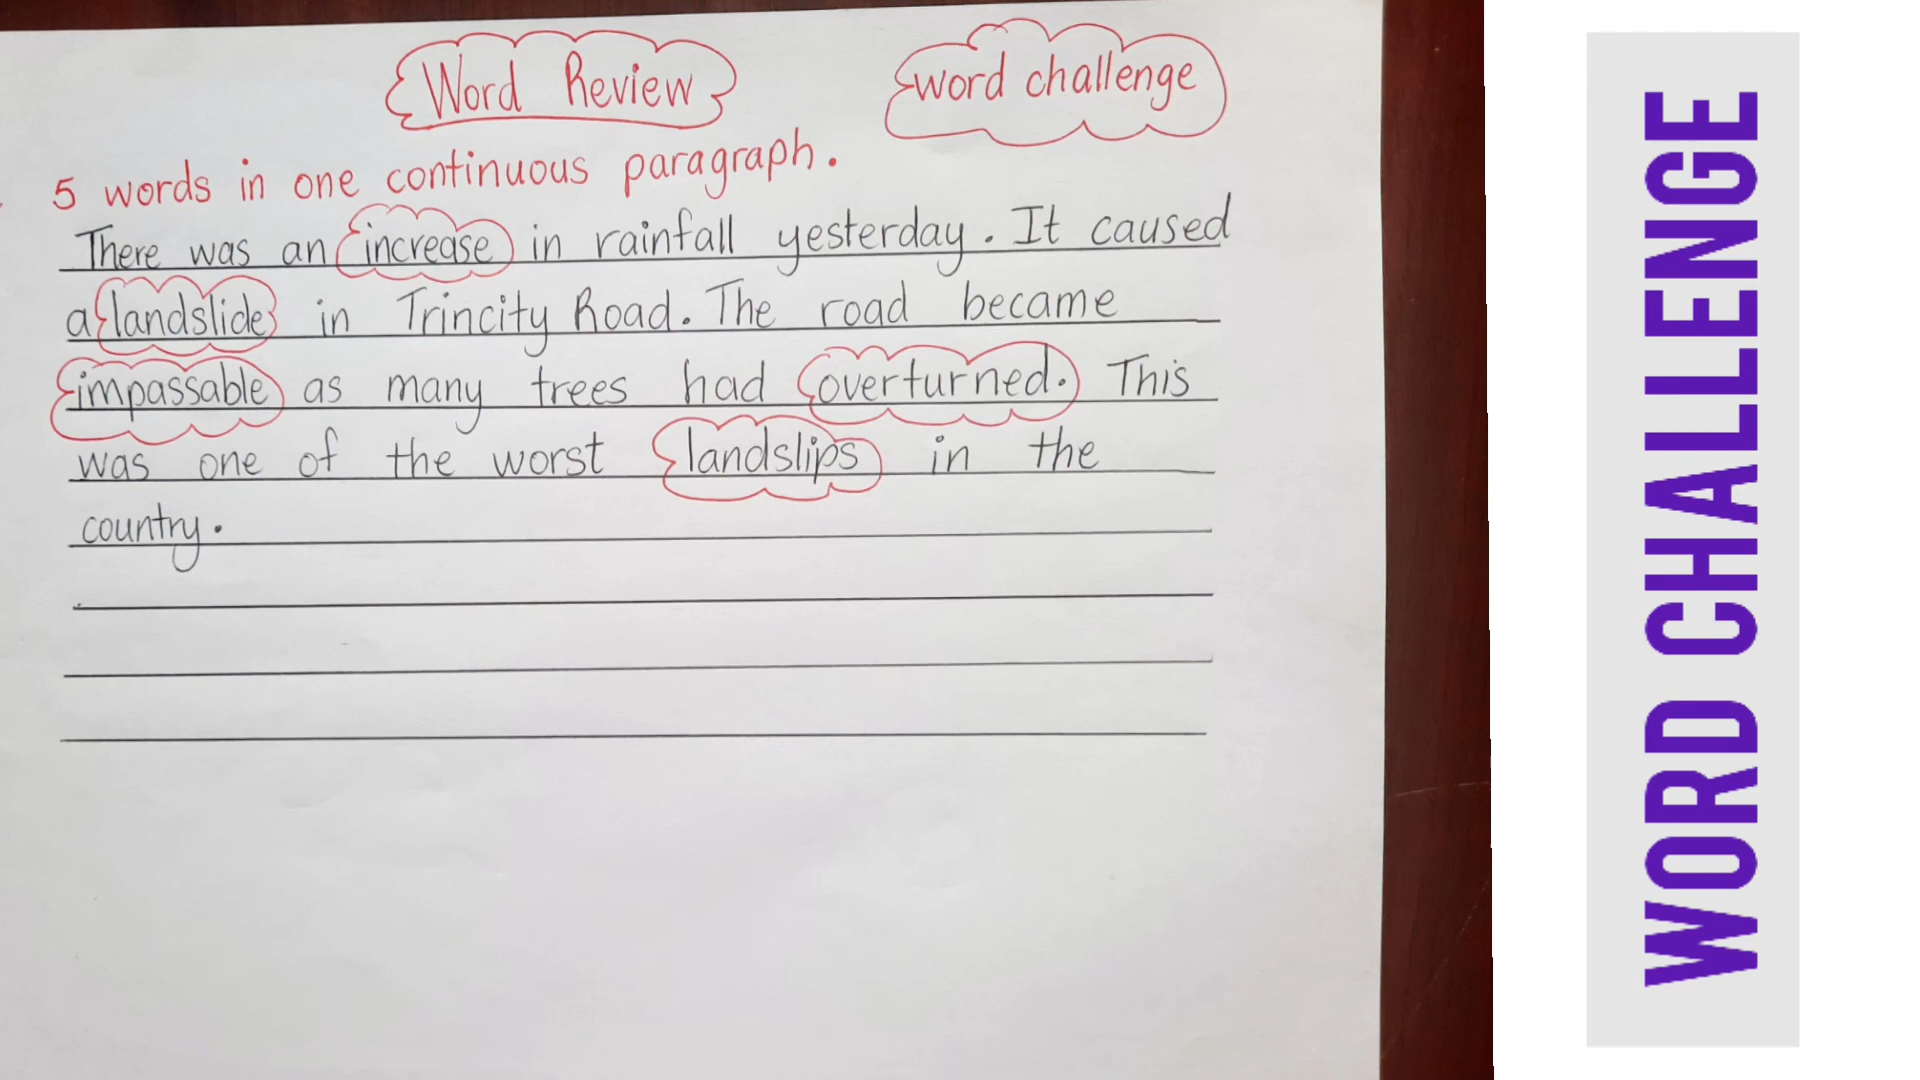 Word Review
word challenge
5 words in one continuous paragraph.
There was an increase in rainfall yesterday. It caused
a landslide in Trincity Road. The road became
impassable as many trees had overturned. This
was one of the worst landslips in the
country.
WORD CHALLENGE